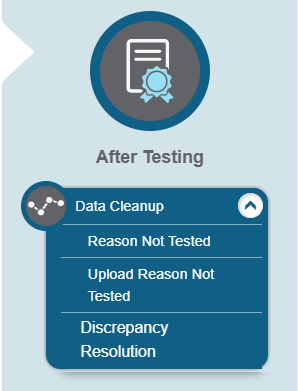 After Testing
Data Cleanup
Reason Not Tested
Upload Reason Not
Tested
Discrepancy
Resolution